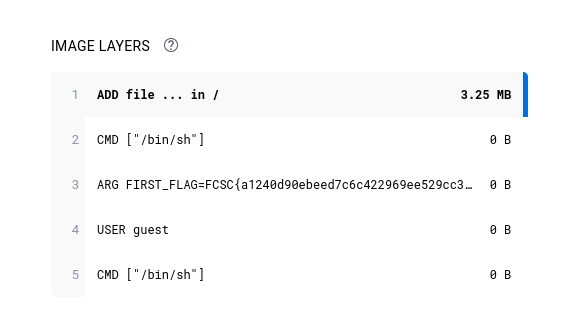 IMAGE LAYERS ?
1 ADD file ... in / 3.25 MB
2 CMD ["/bin/sh"] 0 B
3 ARG FIRST_FLAG=FCSC{a1240d90ebeed7c6c422969ee529cc3… 0 B
4 USER guest 0 B
5 CMD ["/bin/sh"] 0 B